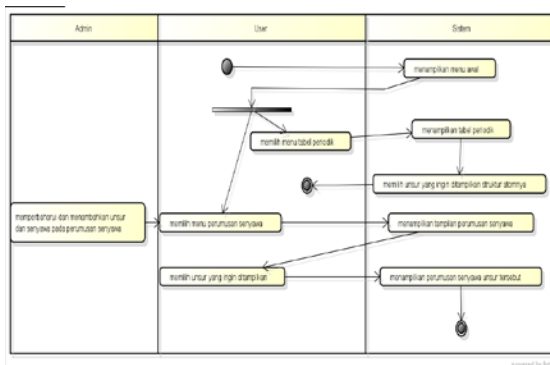 Admin
User
Sistem
menampilkan menu awal
memilih menu tabel periodik
menampilkan tabel periodik
memilih unsur yang ingin ditampilkan struktur atomnya
memperbaharui dan menambahkan unsur
dan senyawa pada perumusan senyawa
memilih menu perumusan senyawa
menampilkan tampilan perumusan senyawa
memilih unsur yang ingin ditampilkan
menampilkan perumusan senyawa unsur tersebut
powered by